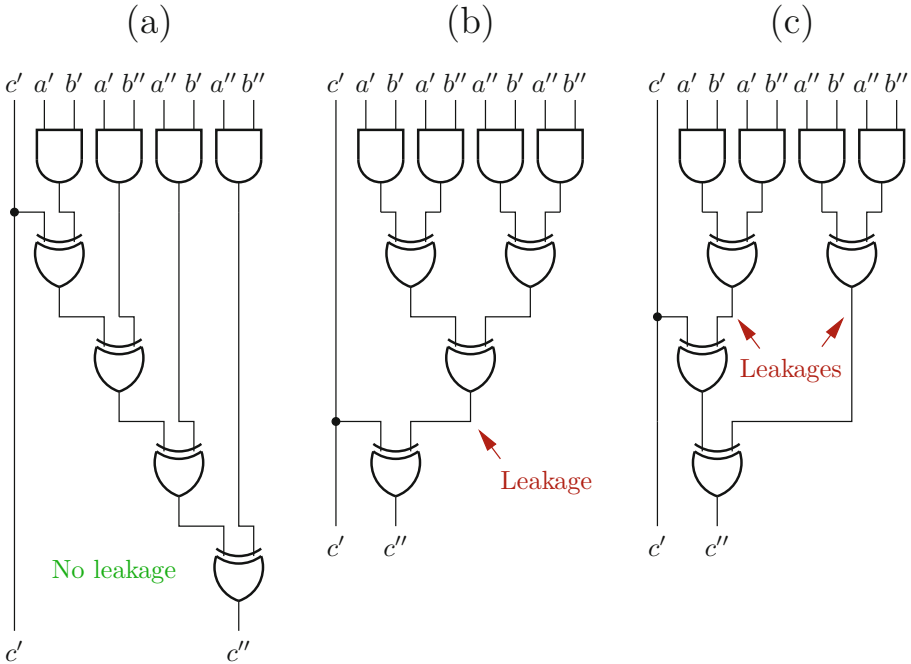 (a) (b) (c)
c′ a′ b′ a′ b″ a″ b′ a″ b″ c′ a′ b′ a′ b″ a″ b′ a″ b″ c′ a′ b′ a′ b″ a″ b′ a″ b″
Leakages
Leakage
c′ c″ c′ c″
No leakage
c′ c″